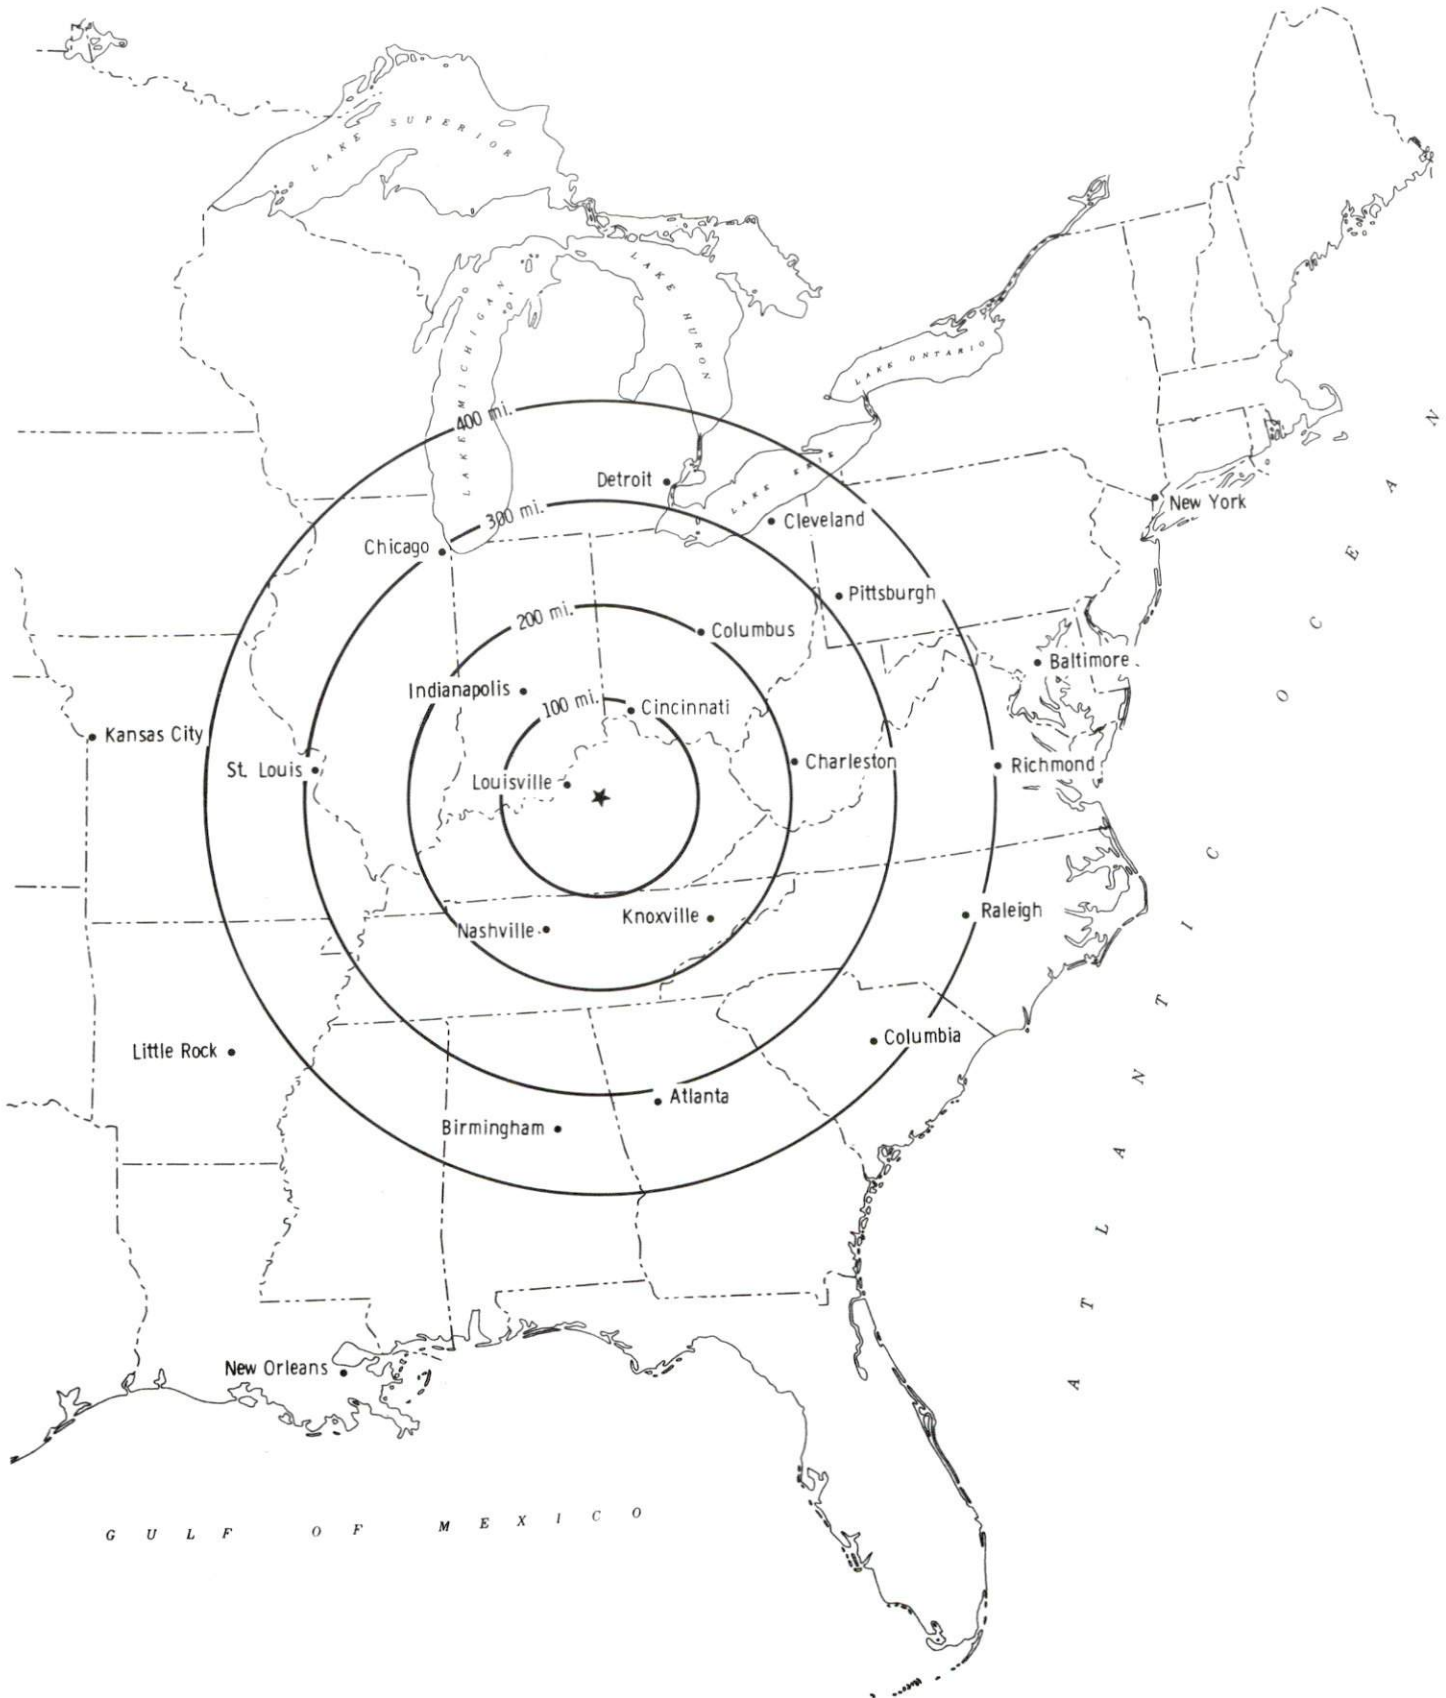 LAKE SUPERIOR
LAKE MICHIGAN
LAKE HURON
LAKE ONTARIO
LAKE ERIE
400 mi.
Detroit
300 mi.
Cleveland
New York
Chicago
Pittsburgh
200 mi.
Columbus
Baltimore
Indianapolis
100 mi.
Cincinnati
Kansas City
St. Louis
Charleston
Richmond
Louisville
Knoxville
Raleigh
Nashville
Columbia
Little Rock
Atlanta
Birmingham
New Orleans
ATLANTIC OCEAN
GULF OF MEXICO